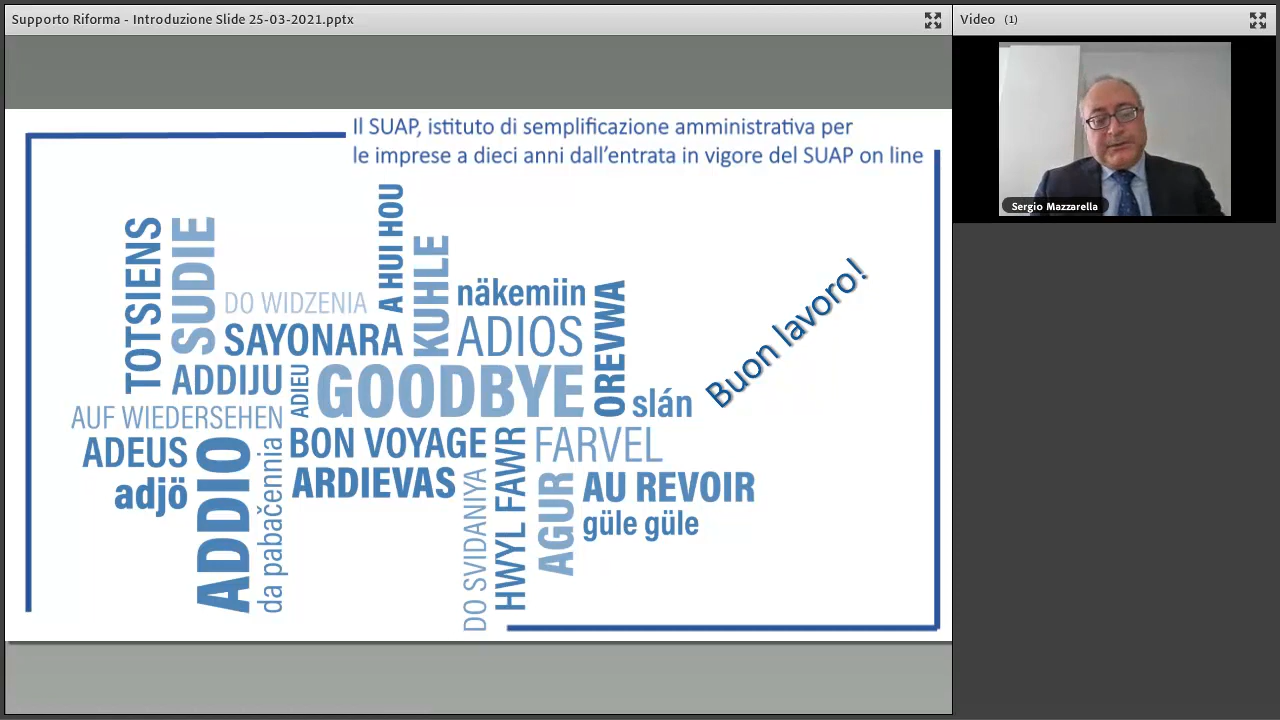 Supporto Riforma - Introduzione Slide 25-03-2021.pptx
Video (1)
Sergio Mazzarella
Il SUAP, istituto di semplificazione amministrativa per
le imprese a dieci anni dall'entrata in vigore del SUAP on line
TOTSIENS
SUDIE
A HUI HOU
KUHLE
DO WIDZENIA
näkemiin
OREVWA
SAYONARA
ADIOS
Buon lavoro!
ADDIJU
ADIEU
GOODBYE
slán
AUF WIEDERSEHEN
BON VOYAGE
FARVEL
ADEUS
ADDIO
da pabačennia
ARDIEVAS
DO SVIDANIYA
HWYL FAWR
AGUR
AU REVOIR
adjö
güle güle